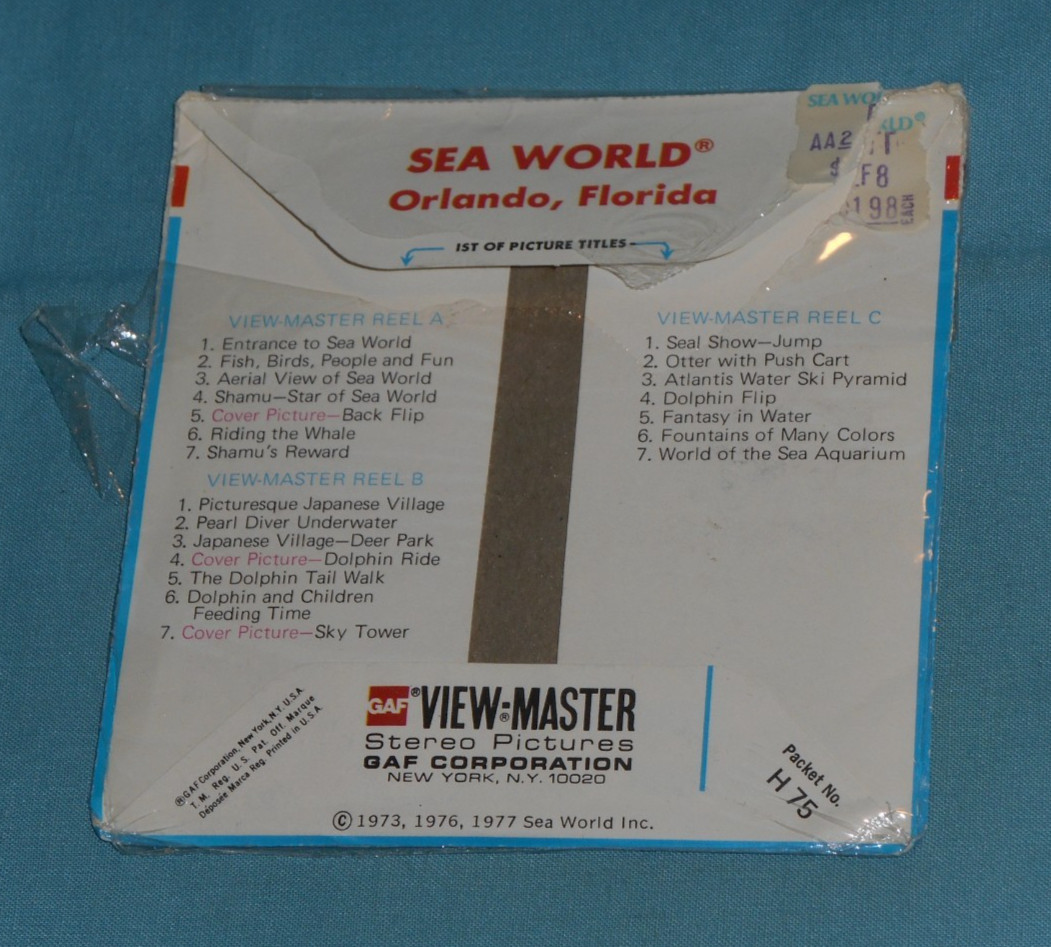 SEA WORLD®
Orlando, Florida
IST OF PICTURE TITLES
SEA WO
RLD®
AA2
F8
198
EACH
VIEW-MASTER REEL A
1. Entrance to Sea World
2. Fish, Birds, People and Fun
3. Aerial View of Sea World
4. Shamu—Star of Sea World
5. Cover Picture—Back Flip
6. Riding the Whale
7. Shamu's Reward
VIEW-MASTER REEL B
1. Picturesque Japanese Village
2. Pearl Diver Underwater
3. Japanese Village—Deer Park
4. Cover Picture—Dolphin Ride
5. The Dolphin Tail Walk
6. Dolphin and Children
Feeding Time
7. Cover Picture—Sky Tower
VIEW-MASTER REEL C
1. Seal Show—Jump
2. Otter with Push Cart
3. Atlantis Water Ski Pyramid
4. Dolphin Flip
5. Fantasy in Water
6. Fountains of Many Colors
7. World of the Sea Aquarium
®GAF Corporation, New York, N.Y. U.S.A.
T.M. Reg. U.S. Pat. Off. Marque
Déposée Marca Reg. Printed in U.S.A.
GAF® VIEW-MASTER®
Stereo Pictures
GAF CORPORATION
NEW YORK, N.Y. 10020
Packet No.
H 75
©1973, 1976, 1977 Sea World Inc.